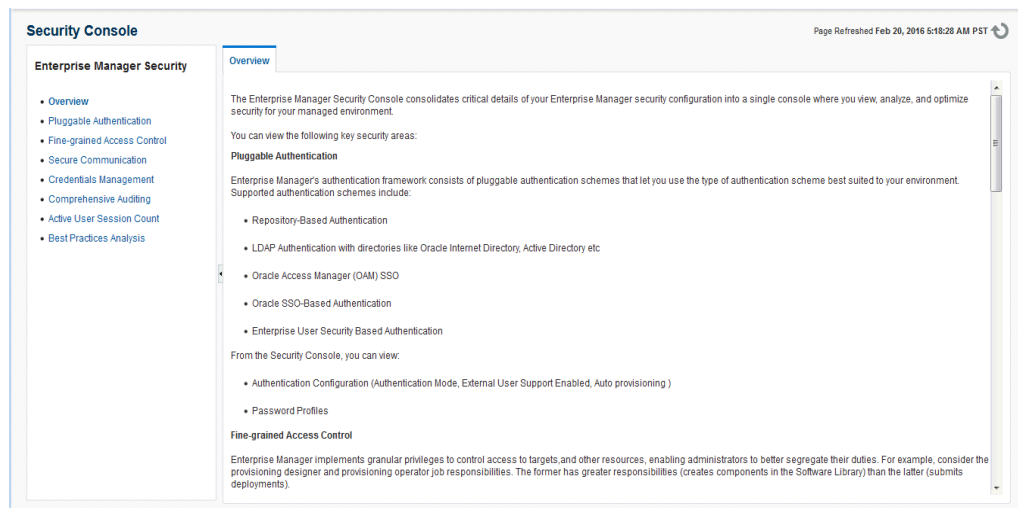 Security Console
Page Refreshed Feb 20, 2016 5:18:28 AM PST
Enterprise Manager Security
• Overview
• Pluggable Authentication
• Fine-grained Access Control
• Secure Communication
• Credentials Management
• Comprehensive Auditing
• Active User Session Count
• Best Practices Analysis
Overview
The Enterprise Manager Security Console consolidates critical details of your Enterprise Manager security configuration into a single console where you view, analyze, and optimize
security for your managed environment.
You can view the following key security areas:
Pluggable Authentication
Enterprise Manager's authentication framework consists of pluggable authentication schemes that let you use the type of authentication scheme best suited to your environment.
Supported authentication schemes include:
• Repository-Based Authentication
• LDAP Authentication with directories like Oracle Internet Directory, Active Directory etc
• Oracle Access Manager (OAM) SSO
• Oracle SSO-Based Authentication
• Enterprise User Security Based Authentication
From the Security Console, you can view:
• Authentication Configuration (Authentication Mode, External User Support Enabled, Auto provisioning )
• Password Profiles
Fine-grained Access Control
Enterprise Manager implements granular privileges to control access to targets,and other resources, enabling administrators to better segregate their duties. For example, consider the
provisioning designer and provisioning operator job responsibilities. The former has greater responsibilities (creates components in the Software Library) than the latter (submits
deployments).